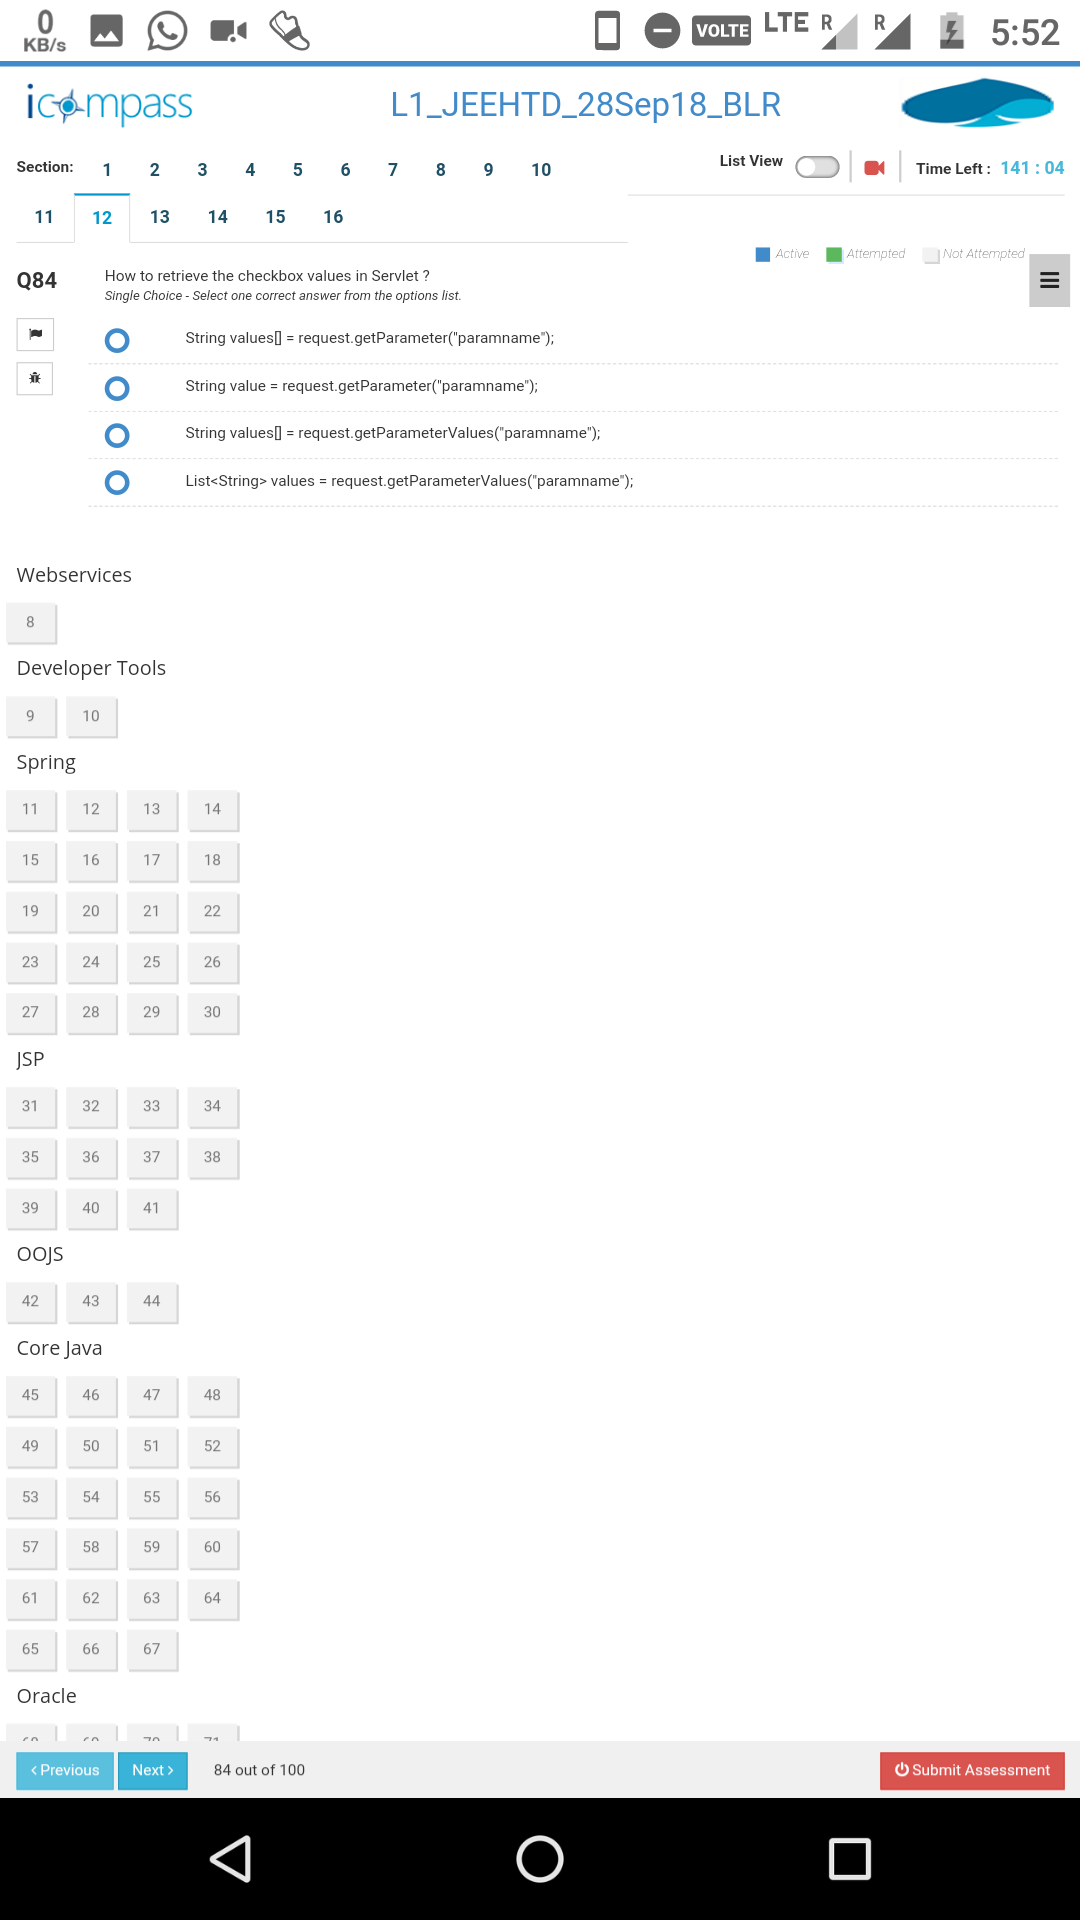 0
KB/s
VOLTE LTE R R 5:52
icompass
L1_JEEHTD_28Sep18_BLR
Section: 1 2 3 4 5 6 7 8 9 10
List View
Time Left : 141 : 04
11 12 13 14 15 16
Active Attempted Not Attempted
Q84
How to retrieve the checkbox values in Servlet ?
Single Choice - Select one correct answer from the options list.
String values[] = request.getParameter("paramname");
String value = request.getParameter("paramname");
String values[] = request.getParameterValues("paramname");
List<String> values = request.getParameterValues("paramname");
Webservices
8
Developer Tools
9 10
Spring
11 12 13 14
15 16 17 18
19 20 21 22
23 24 25 26
27 28 29 30
JSP
31 32 33 34
35 36 37 38
39 40 41
OOJS
42 43 44
Core Java
45 46 47 48
49 50 51 52
53 54 55 56
57 58 59 60
61 62 63 64
65 66 67
Oracle
68 69 70 71
Previous Next 84 out of 100 Submit Assessment